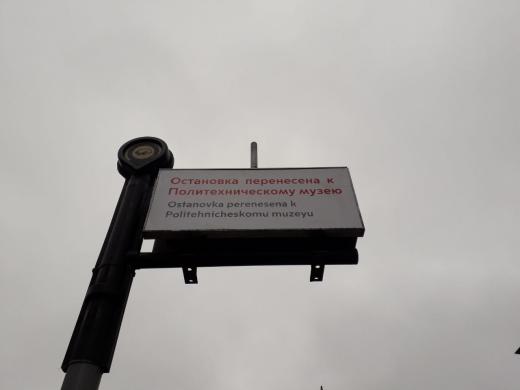 Остановка перенесена к
Политехническому музею
Ostanovka perenesena k
Politehnicheskomu muzeyu